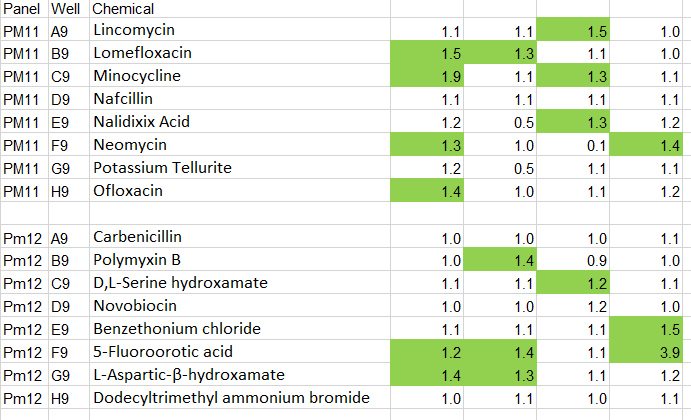 Panel Well Chemical
PM11 A9 Lincomycin 1.1 1.1 1.5 1.0
PM11 B9 Lomefloxacin 1.5 1.3 1.1 1.0
PM11 C9 Minocycline 1.9 1.1 1.3 1.1
PM11 D9 Nafcillin 1.1 1.1 1.1 1.1
PM11 E9 Nalidixix Acid 1.2 0.5 1.3 1.2
PM11 F9 Neomycin 1.3 1.0 0.1 1.4
PM11 G9 Potassium Tellurite 1.2 0.5 1.1 1.1
PM11 H9 Ofloxacin 1.4 1.0 1.1 1.2
Pm12 A9 Carbenicillin 1.0 1.0 1.0 1.1
Pm12 B9 Polymyxin B 1.0 1.4 0.9 1.0
Pm12 C9 D,L-Serine hydroxamate 1.1 1.1 1.2 1.1
Pm12 D9 Novobiocin 1.0 1.0 1.2 1.0
Pm12 E9 Benzethonium chloride 1.1 1.1 1.1 1.5
Pm12 F9 5-Fluoroorotic acid 1.2 1.4 1.1 3.9
Pm12 G9 L-Aspartic-β-hydroxamate 1.4 1.3 1.1 1.2
Pm12 H9 Dodecyltrimethyl ammonium bromide 1.0 1.1 1.0 1.1